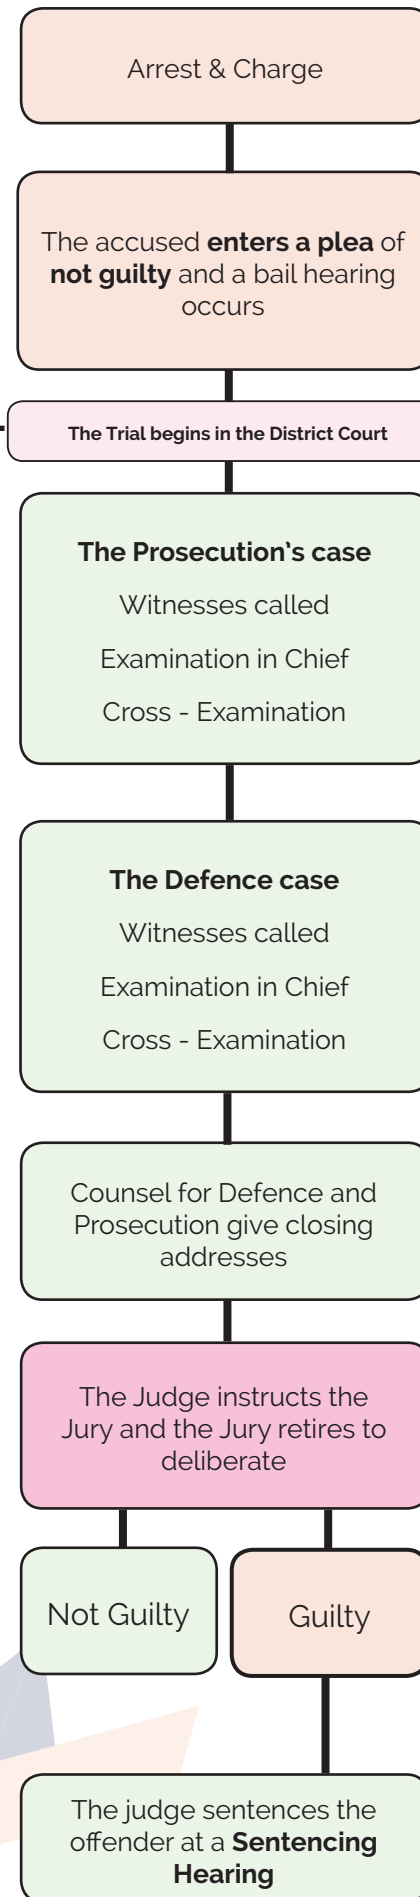 Arrest & Charge
The accused enters a plea of
not guilty and a bail hearing
occurs
The Trial begins in the District Court
The Prosecution's case
Witnesses called
Examination in Chief
Cross - Examination
The Defence case
Witnesses called
Examination in Chief
Cross - Examination
Counsel for Defence and
Prosecution give closing
addresses
The Judge instructs the
Jury and the Jury retires to
deliberate
Not Guilty
Guilty
The judge sentences the
offender at a Sentencing
Hearing